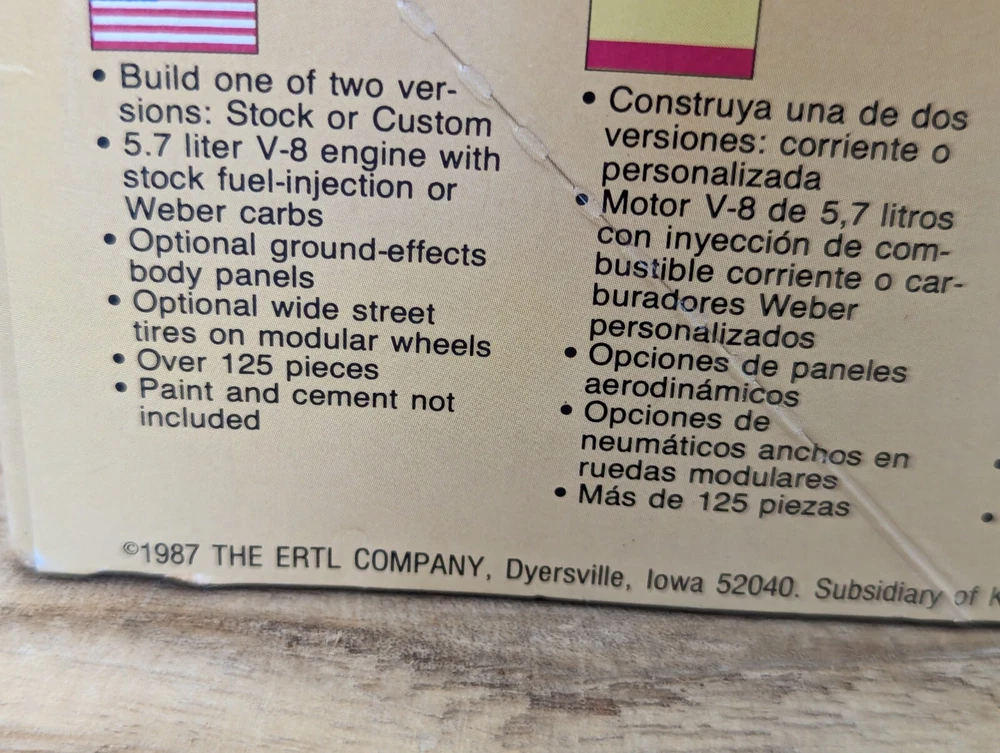 • Build one of two ver-
sions: Stock or Custom
• 5.7 liter V-8 engine with
stock fuel-injection or
Weber carbs
• Optional ground-effects
body panels
• Optional wide street
tires on modular wheels
• Over 125 pieces
• Paint and cement not
included
• Construya una de dos
versiones: corriente o
personalizada
• Motor V-8 de 5,7 litros
con inyección de com-
bustible corriente o car-
buradores Weber
personalizados
• Opciones de paneles
aerodinámicos
• Opciones de
neumáticos anchos en
ruedas modulares
• Más de 125 piezas
©1987 THE ERTL COMPANY, Dyersville, Iowa 52040. Subsidiary of